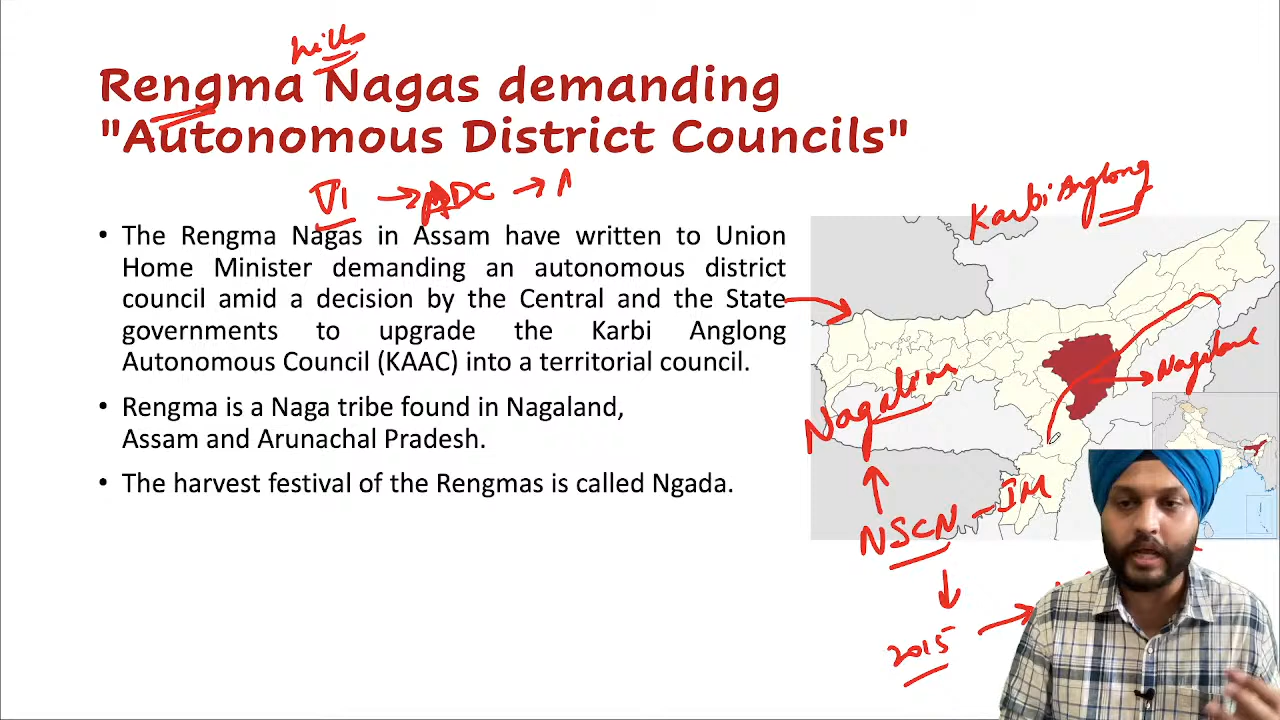 hills
Rengma Nagas demanding
"Autonomous District Councils"
VI → ADC →
Karbi Anglong
• The Rengma Nagas in Assam have written to Union
Home Minister demanding an autonomous district
council amid a decision by the Central and the State
governments to upgrade the Karbi Anglong
Autonomous Council (KAAC) into a territorial council.
• Rengma is a Naga tribe found in Nagaland,
Assam and Arunachal Pradesh.
• The harvest festival of the Rengmas is called Ngada.
Nagaland
Nagalim
NSCN - IM
2015